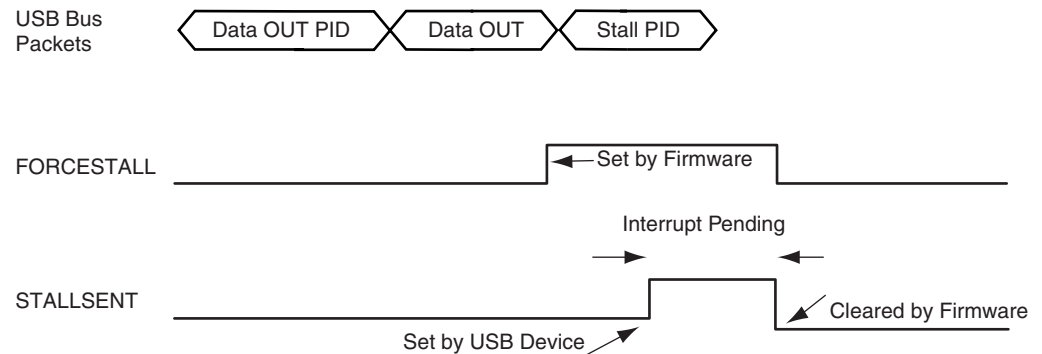 USB Bus
Packets
Data OUT PID
Data OUT
Stall PID
FORCESTALL
Set by Firmware
Interrupt Pending
STALLSENT
Cleared by Firmware
Set by USB Device